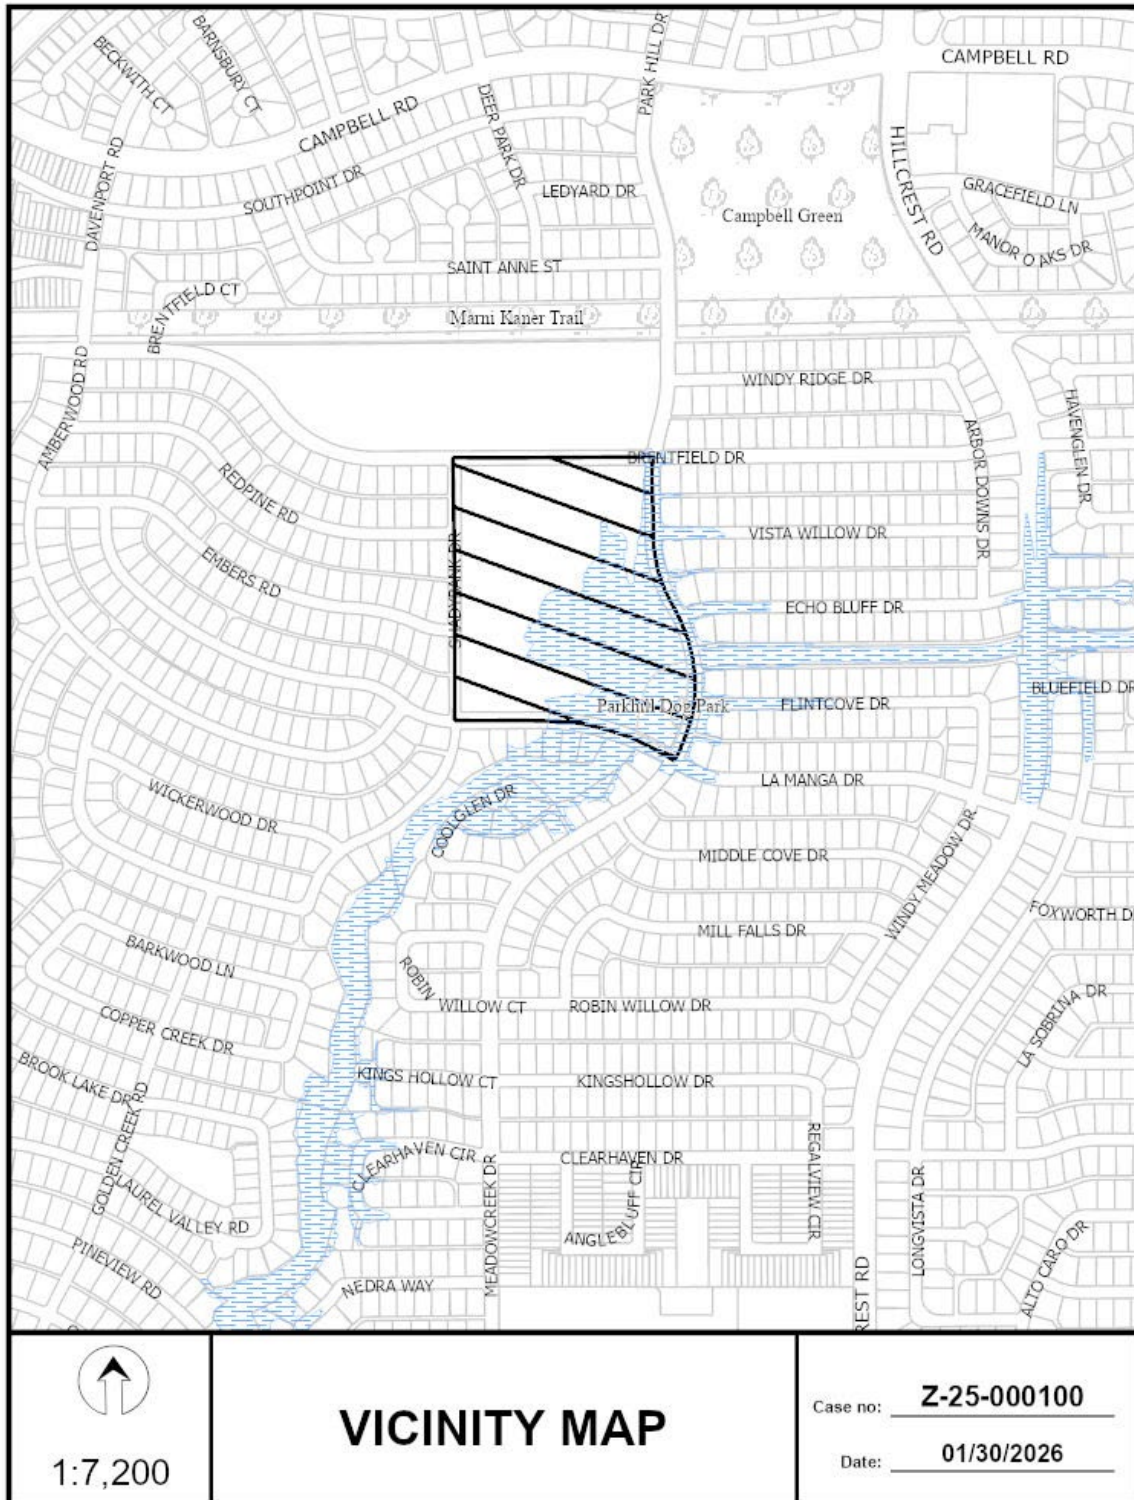 BECKWITH CT
BARNSBURY CT
PARK HILL DR
CAMPBELL RD
CAMPBELL RD
DEER PARK DR
DAVENPORT RD
SOUTHPOINT DR
LEDYARD DR
HILLCREST RD
GRACEFIELD LN
Campbell Green
MANOR OAKS DR
SAINT ANNE ST
BRENTFIELD CT
Marni Kaner Trail
AMBERWOOD RD
WINDY RIDGE DR
HAVENGLEN DR
ARBOR DOWNS DR
BRENTFIELD DR
REDPINE RD
VISTA WILLOW DR
EMBERS RD
SHADYBANK DR
ECHO BLUFF DR
BLUEFIELD DR
Parkhill Dog Park
FLINTCOVE DR
LA MANGA DR
WICKERWOOD DR
COOLGLEN DR
MIDDLE COVE DR
WINDY MEADOW DR
FOXWORTH D
MILL FALLS DR
BARKWOOD LN
ROBIN
WILLOW CT
ROBIN WILLOW DR
LA SOBRINA DR
COPPER CREEK DR
BROOK LAKE DR
KINGS HOLLOW CT
KINGSHOLLOW DR
GOLDEN CREEK RD
CLEARHAVEN CIR
CLEARHAVEN DR
REGALVIEW CIR
LAUREL VALLEY RD
MEADOWCREEK DR
ANGLEBLUFF CIR
LONGVISTA DR
PINEVIEW RD
NEDRA WAY
REST RD
ALTO CARO DR
1:7,200
VICINITY MAP
Case no: Z-25-000100
Date: 01/30/2026